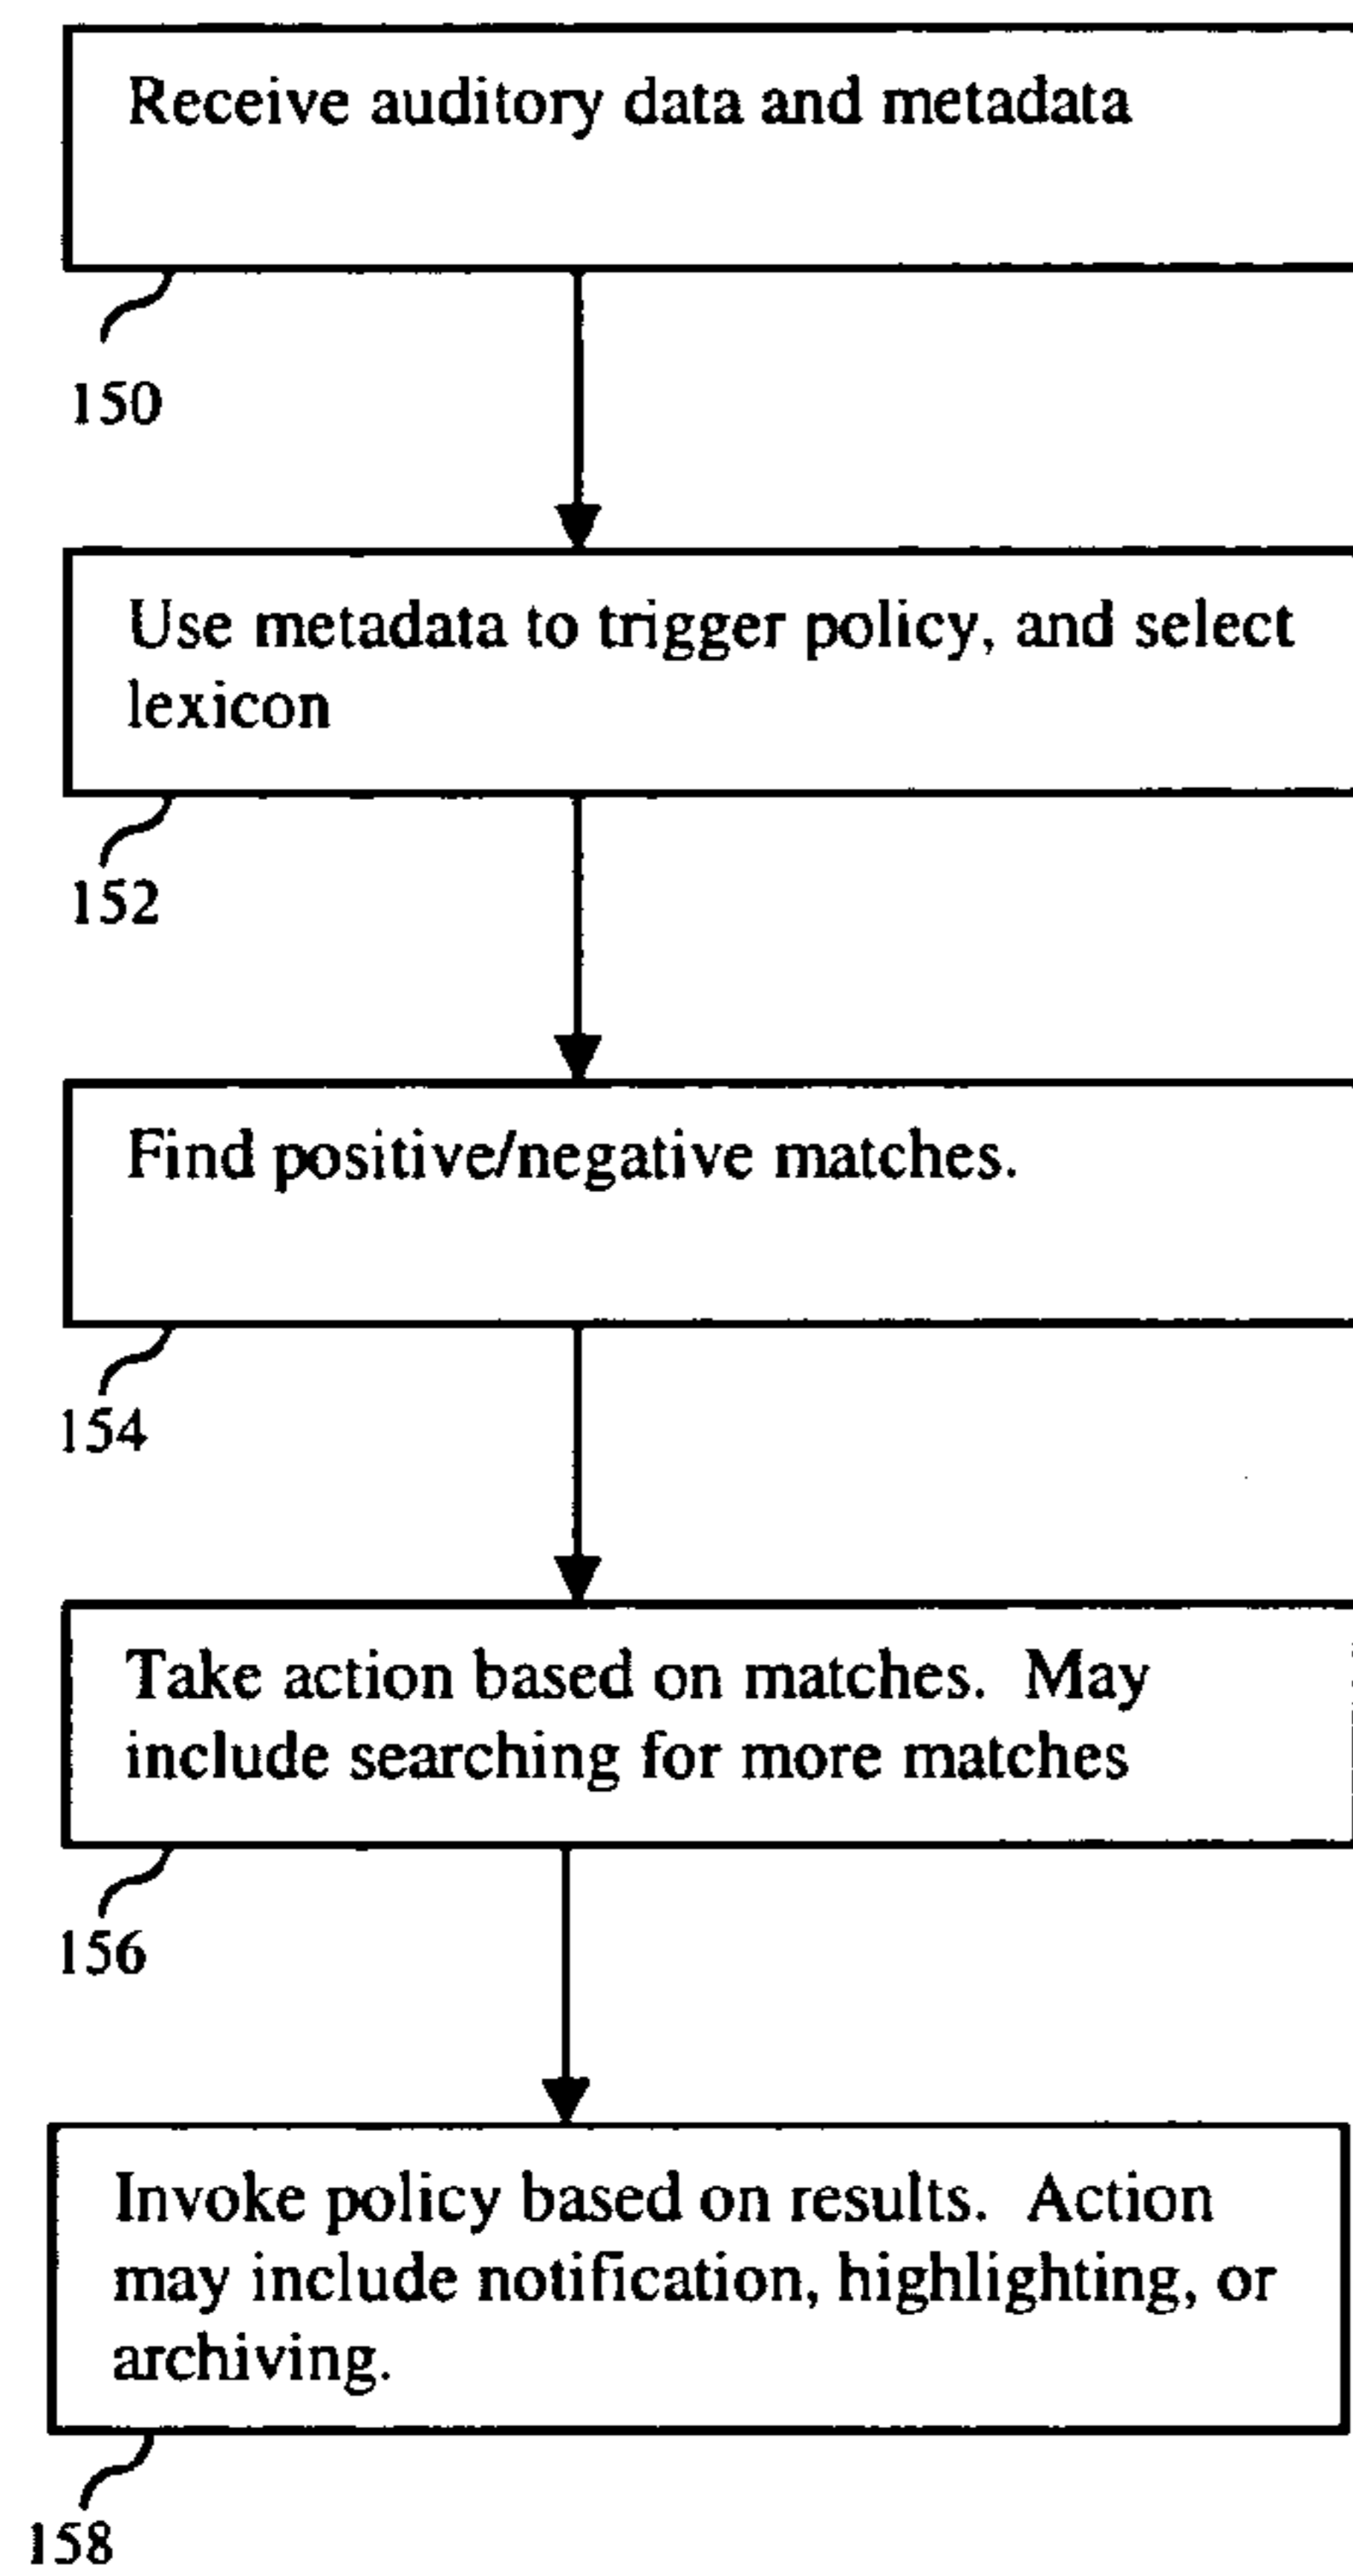 Receive auditory data and metadata
150
Use metadata to trigger policy, and select
lexicon
152
Find positive/negative matches.
154
Take action based on matches.  May
include searching for more matches
156
Invoke policy based on results.  Action
may include notification, highlighting, or
archiving.
158